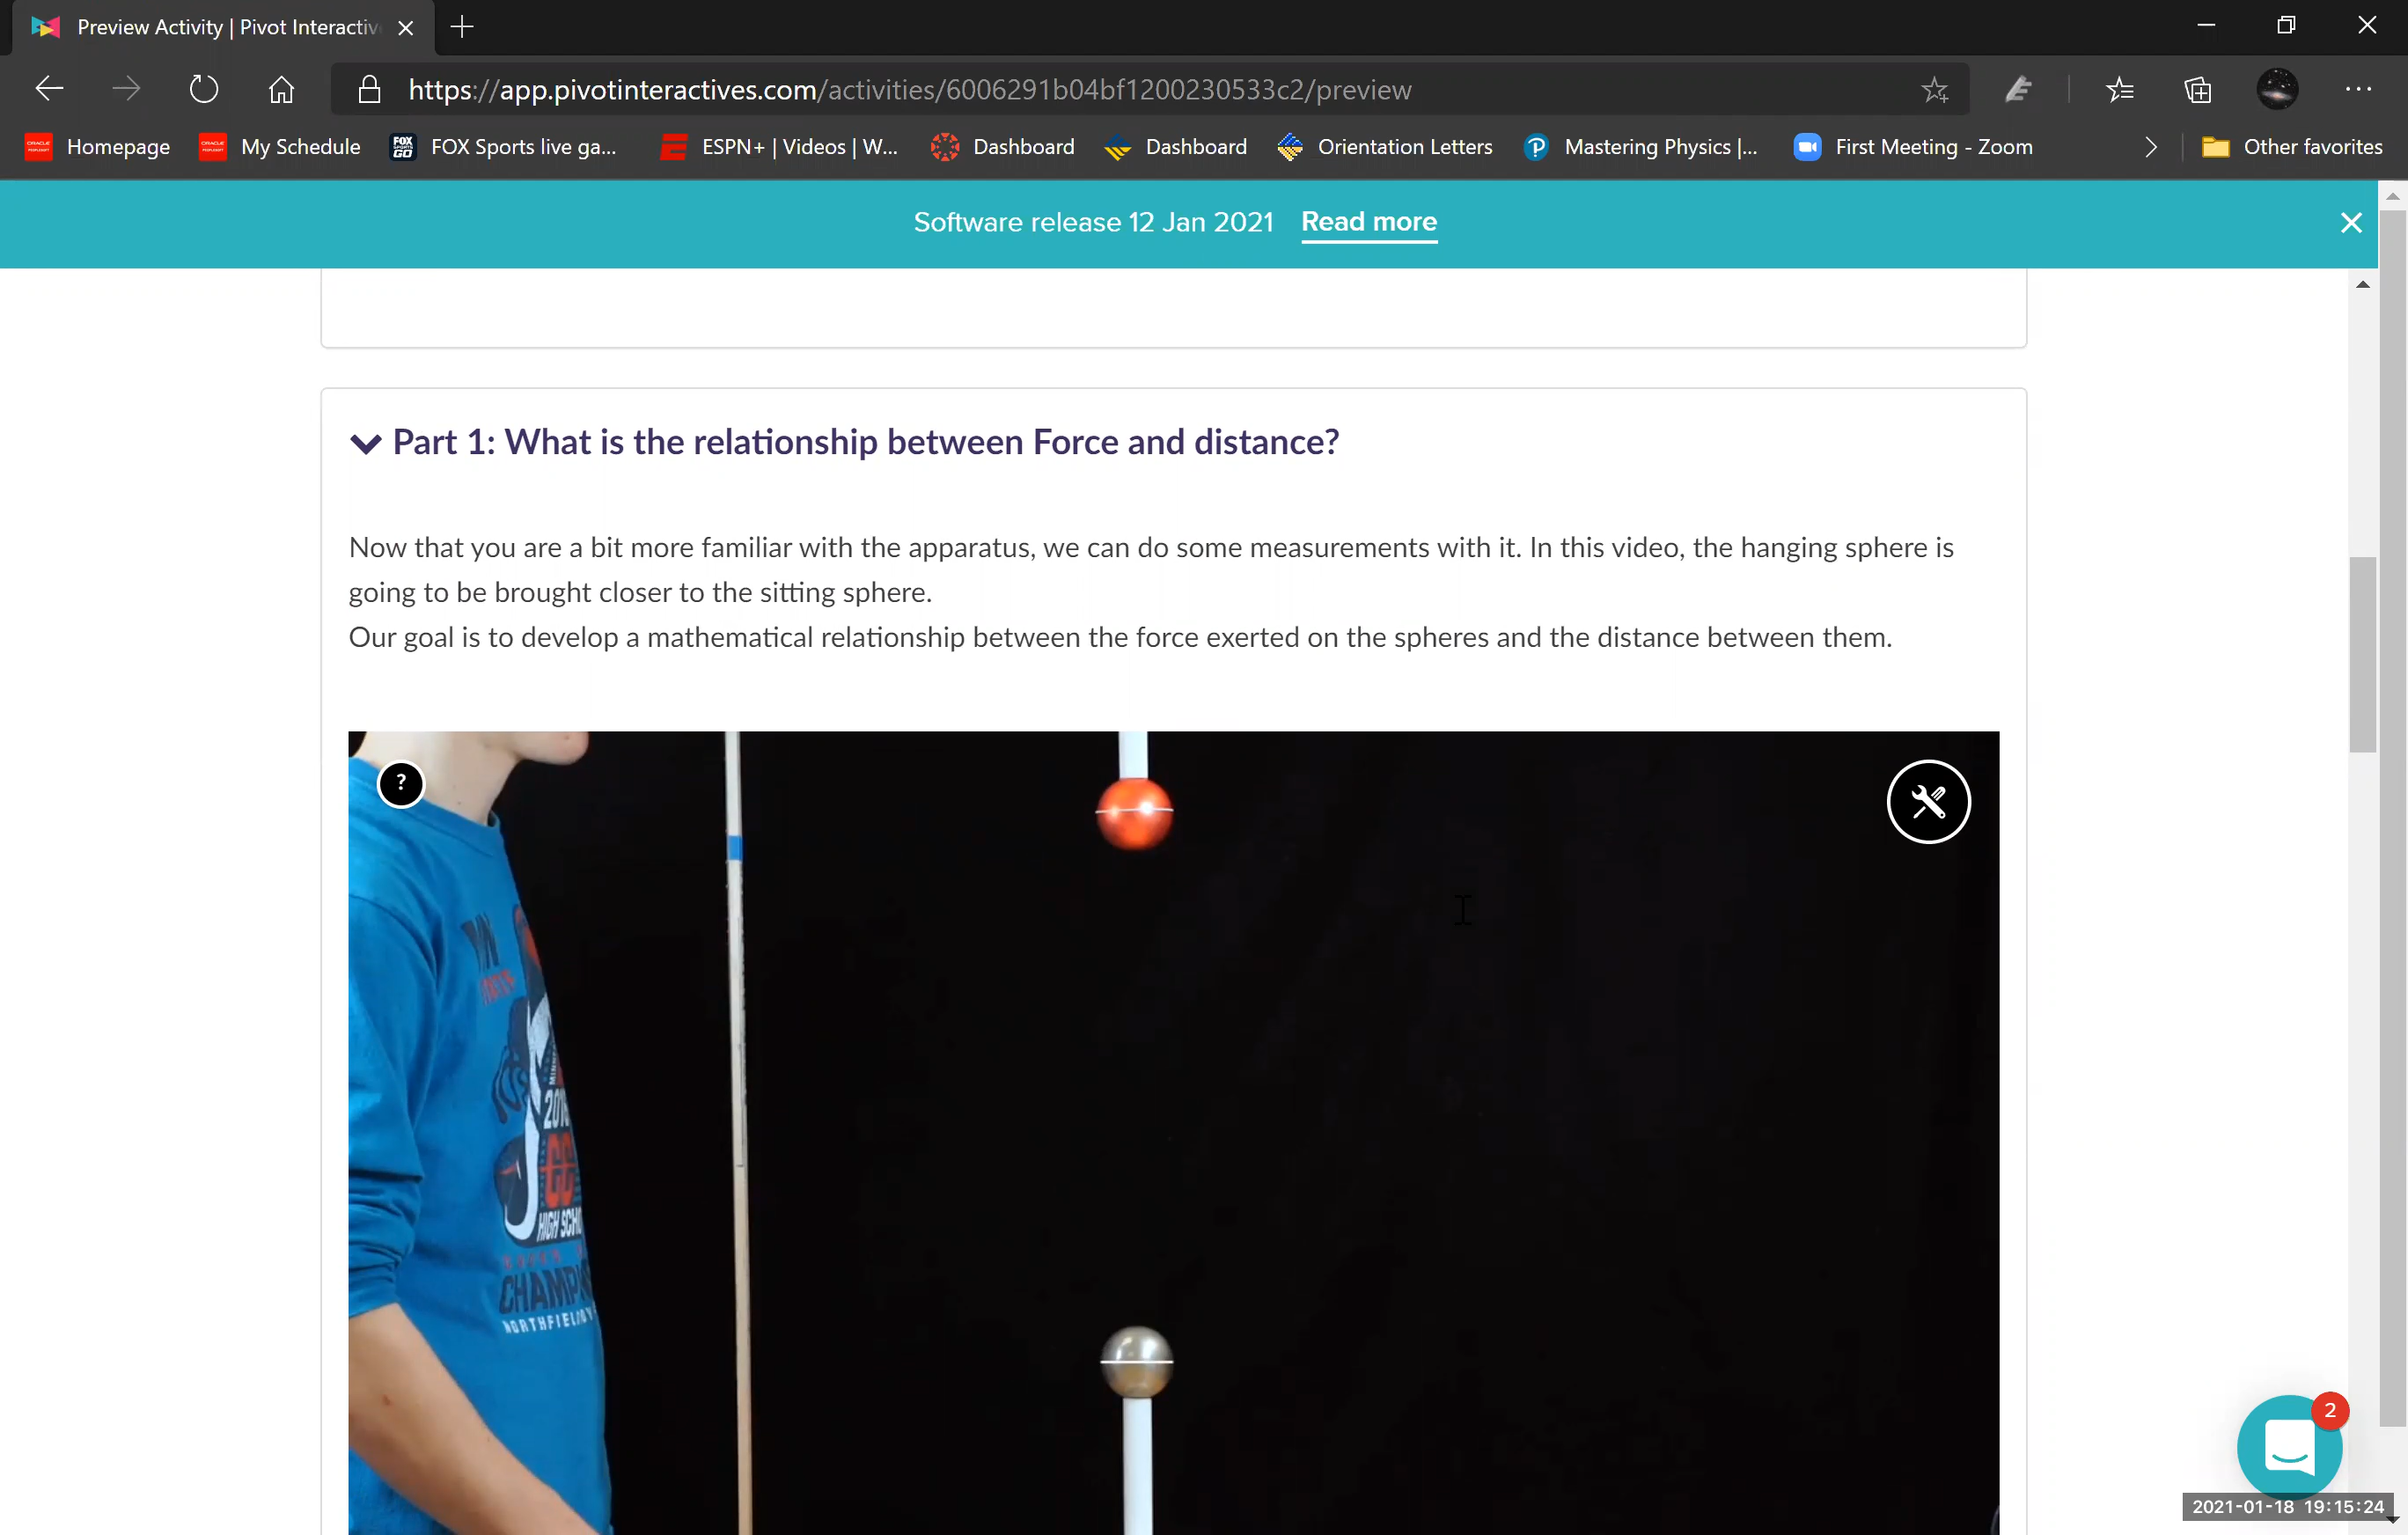 Preview Activity | Pivot Interactiv
https://app.pivotinteractives.com/activities/6006291b04bf1200230533c2/preview
Homepage My Schedule FOX Sports live ga... ESPN+ | Videos | W... Dashboard Dashboard Orientation Letters Mastering Physics |... First Meeting - Zoom Other favorites
Software release 12 Jan 2021 Read more
Part 1: What is the relationship between Force and distance?
Now that you are a bit more familiar with the apparatus, we can do some measurements with it. In this video, the hanging sphere is
going to be brought closer to the sitting sphere.
Our goal is to develop a mathematical relationship between the force exerted on the spheres and the distance between them.
?
CC
HIGH SCHO
CHAMPI
NORTHFIEL
2
2021-01-18 19:15:24